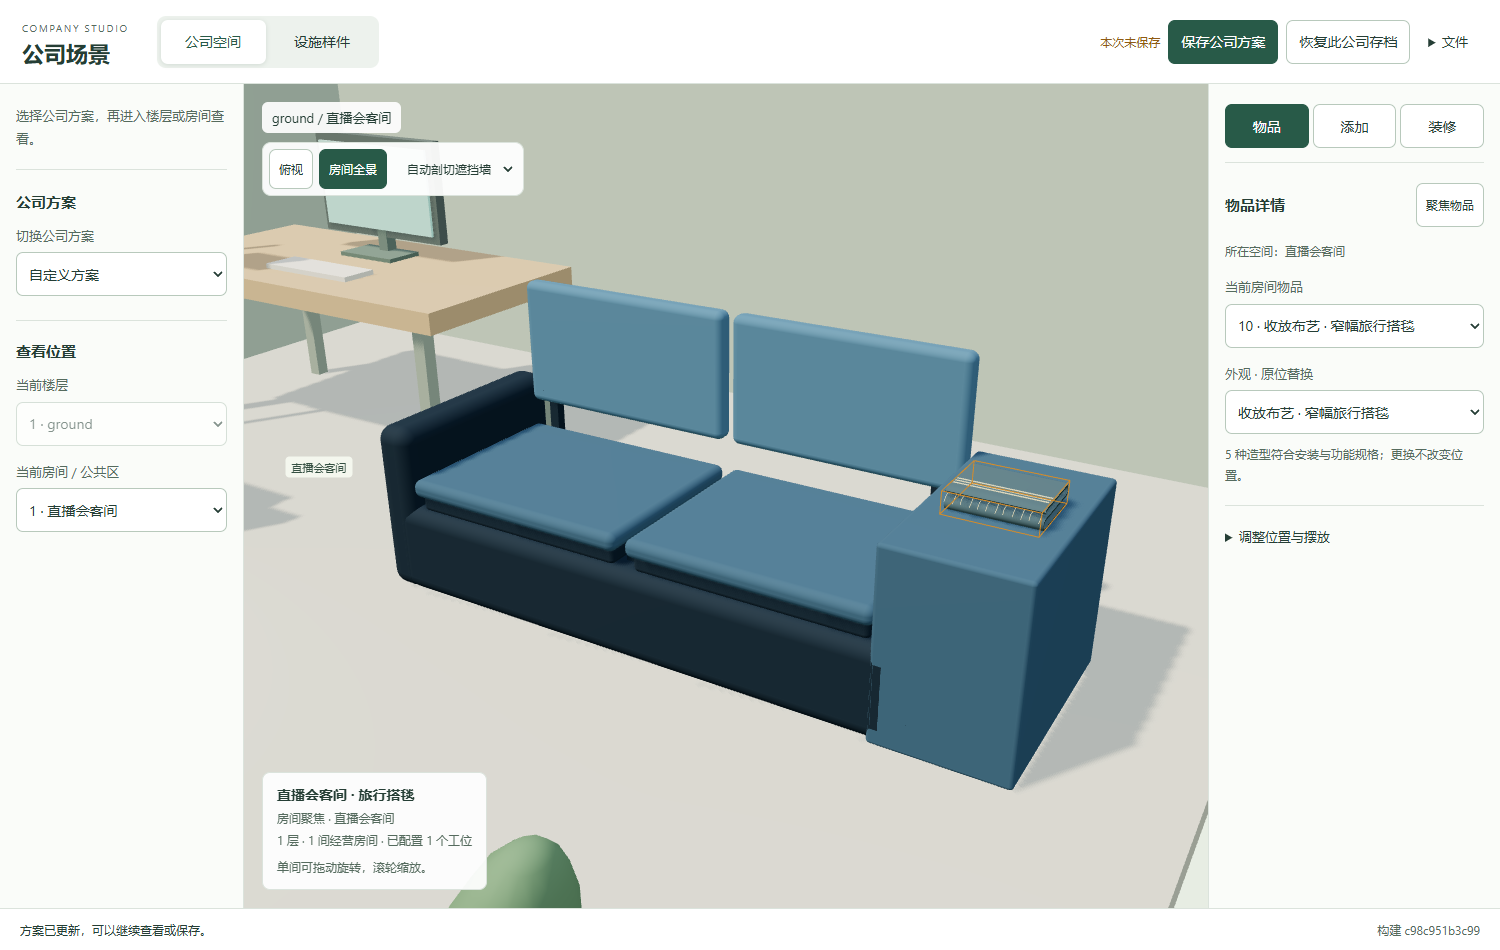 COMPANY STUDIO
公司场景
公司空间
设施样件
本次未保存
保存公司方案
恢复此公司存档
文件
选择公司方案，再进入楼层或房间查
看。
公司方案
切换公司方案
自定义方案
查看位置
当前楼层
1 · ground
当前房间 / 公共区
1 · 直播会客间
ground / 直播会客间
俯视
房间全景
自动剖切遮挡墙
直播会客间
直播会客间 · 旅行搭毯
房间聚焦 · 直播会客间
1 层 · 1 间经营房间 · 已配置 1 个工位
单间可拖动旋转，滚轮缩放。
物品
添加
装修
物品详情
聚焦物品
所在空间：直播会客间
当前房间物品
10 · 收放布艺 · 窄幅旅行搭毯
外观 · 原位替换
收放布艺 · 窄幅旅行搭毯
5 种造型符合安装与功能规格；更换不改变位
置。
调整位置与摆放
方案已更新，可以继续查看或保存。
构建 c98c951b3c99